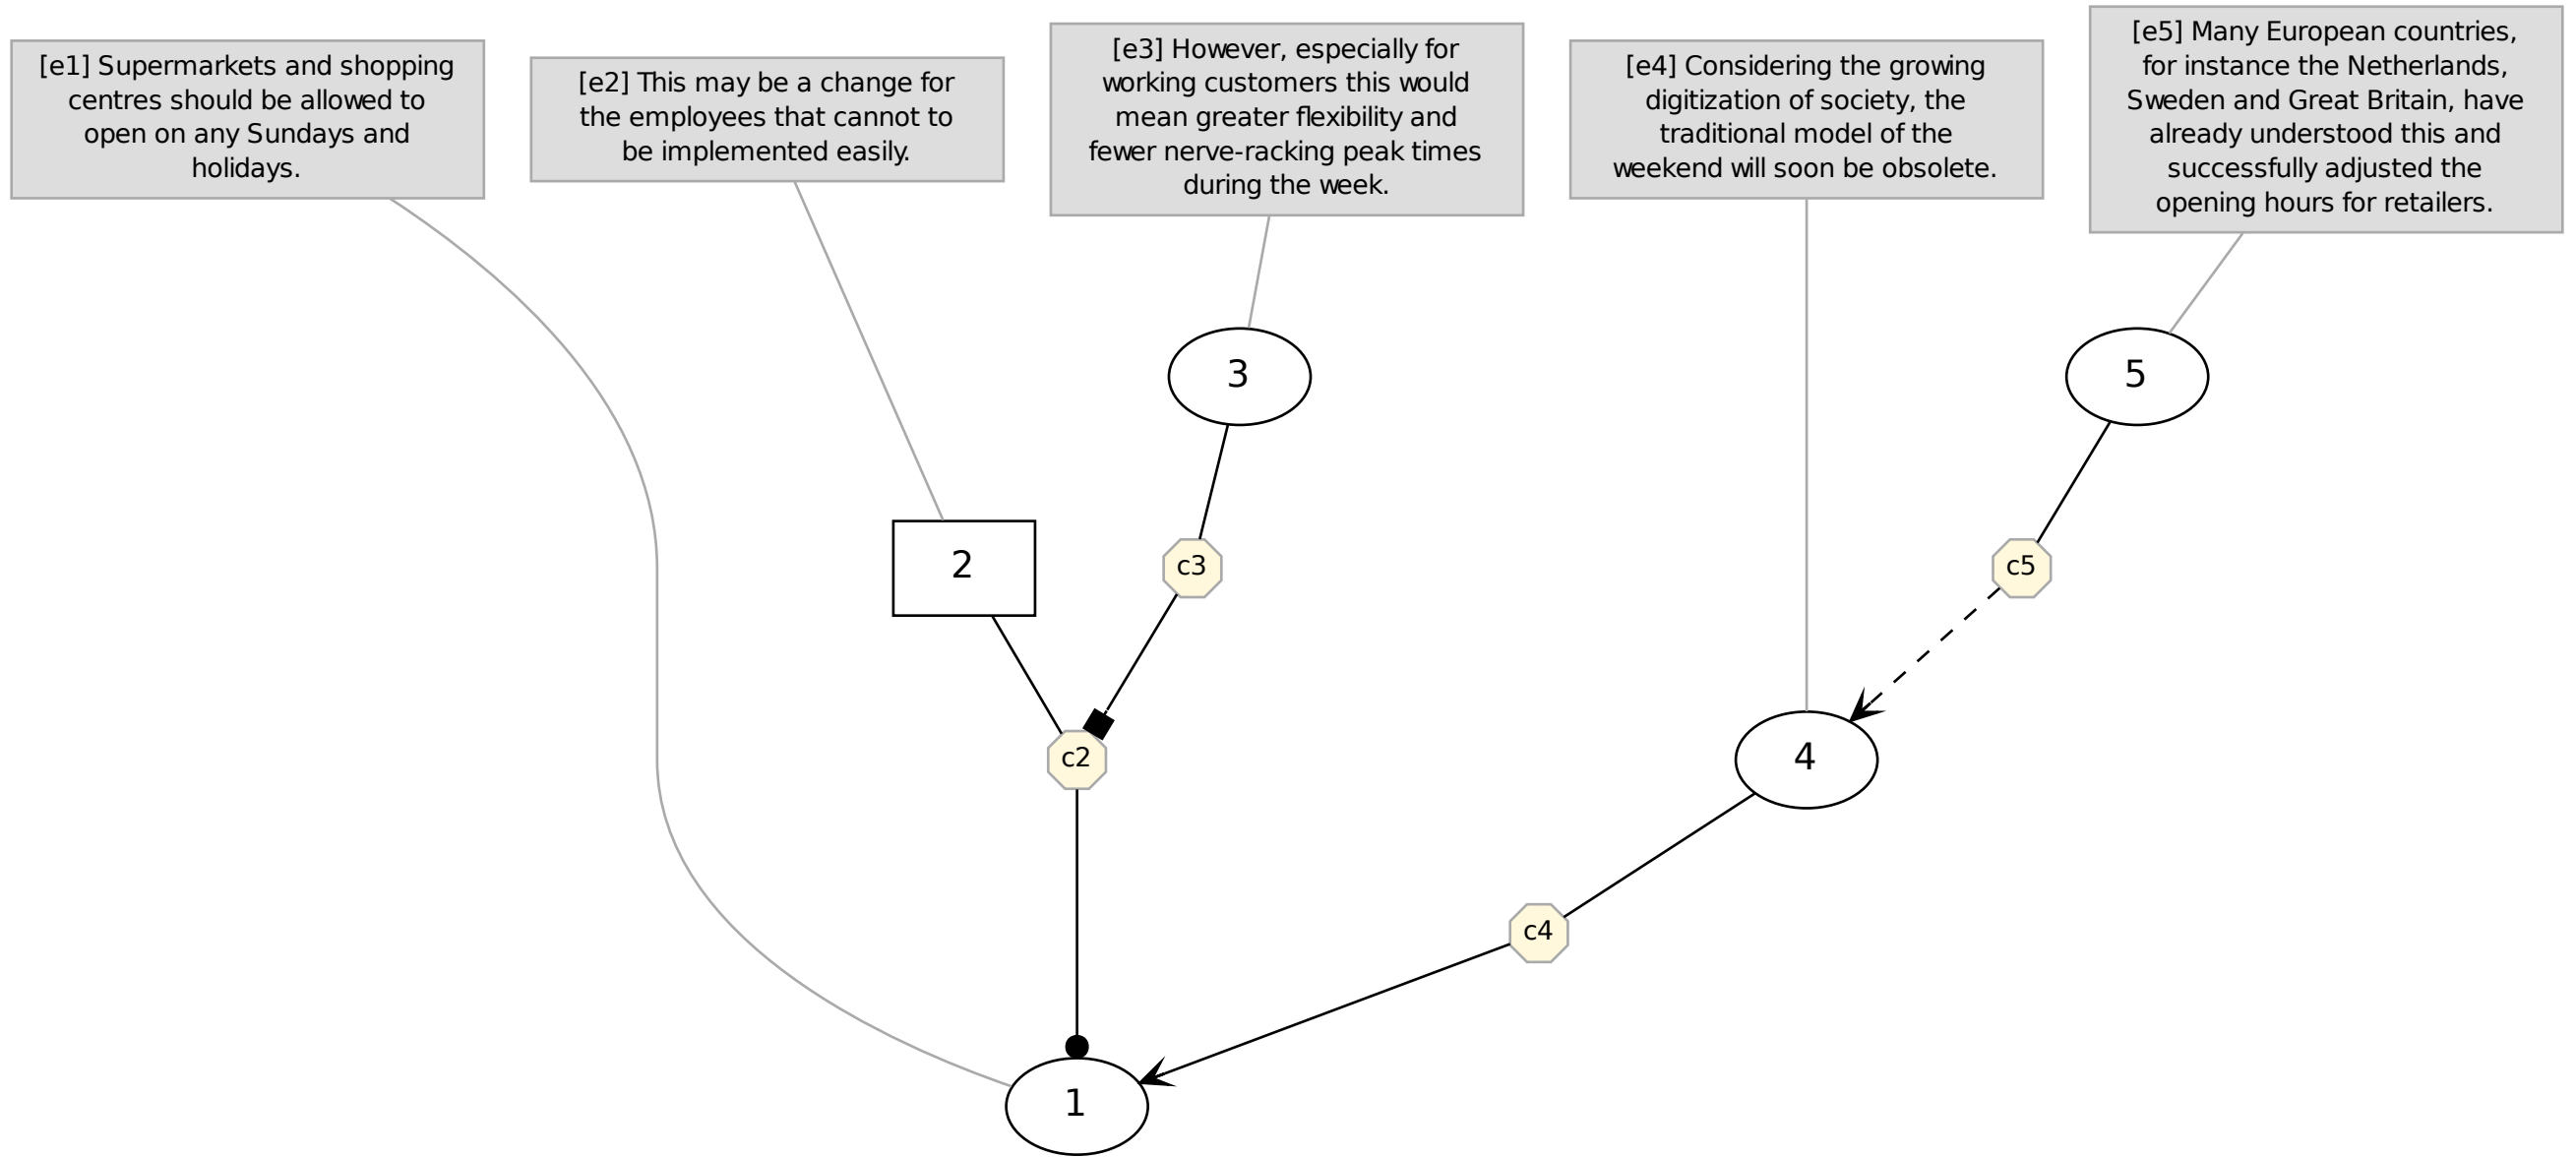 [e1] Supermarkets and shopping
centres should be allowed to
open on any Sundays and
holidays.
[e2] This may be a change for
the employees that cannot to
be implemented easily.
[e3] However, especially for
working customers this would
mean greater flexibility and
fewer nerve-racking peak times
during the week.
[e4] Considering the growing
digitization of society, the
traditional model of the
weekend will soon be obsolete.
[e5] Many European countries,
for instance the Netherlands,
Sweden and Great Britain, have
already understood this and
successfully adjusted the
opening hours for retailers.
3
5
2
c3
c5
c2
4
c4
1